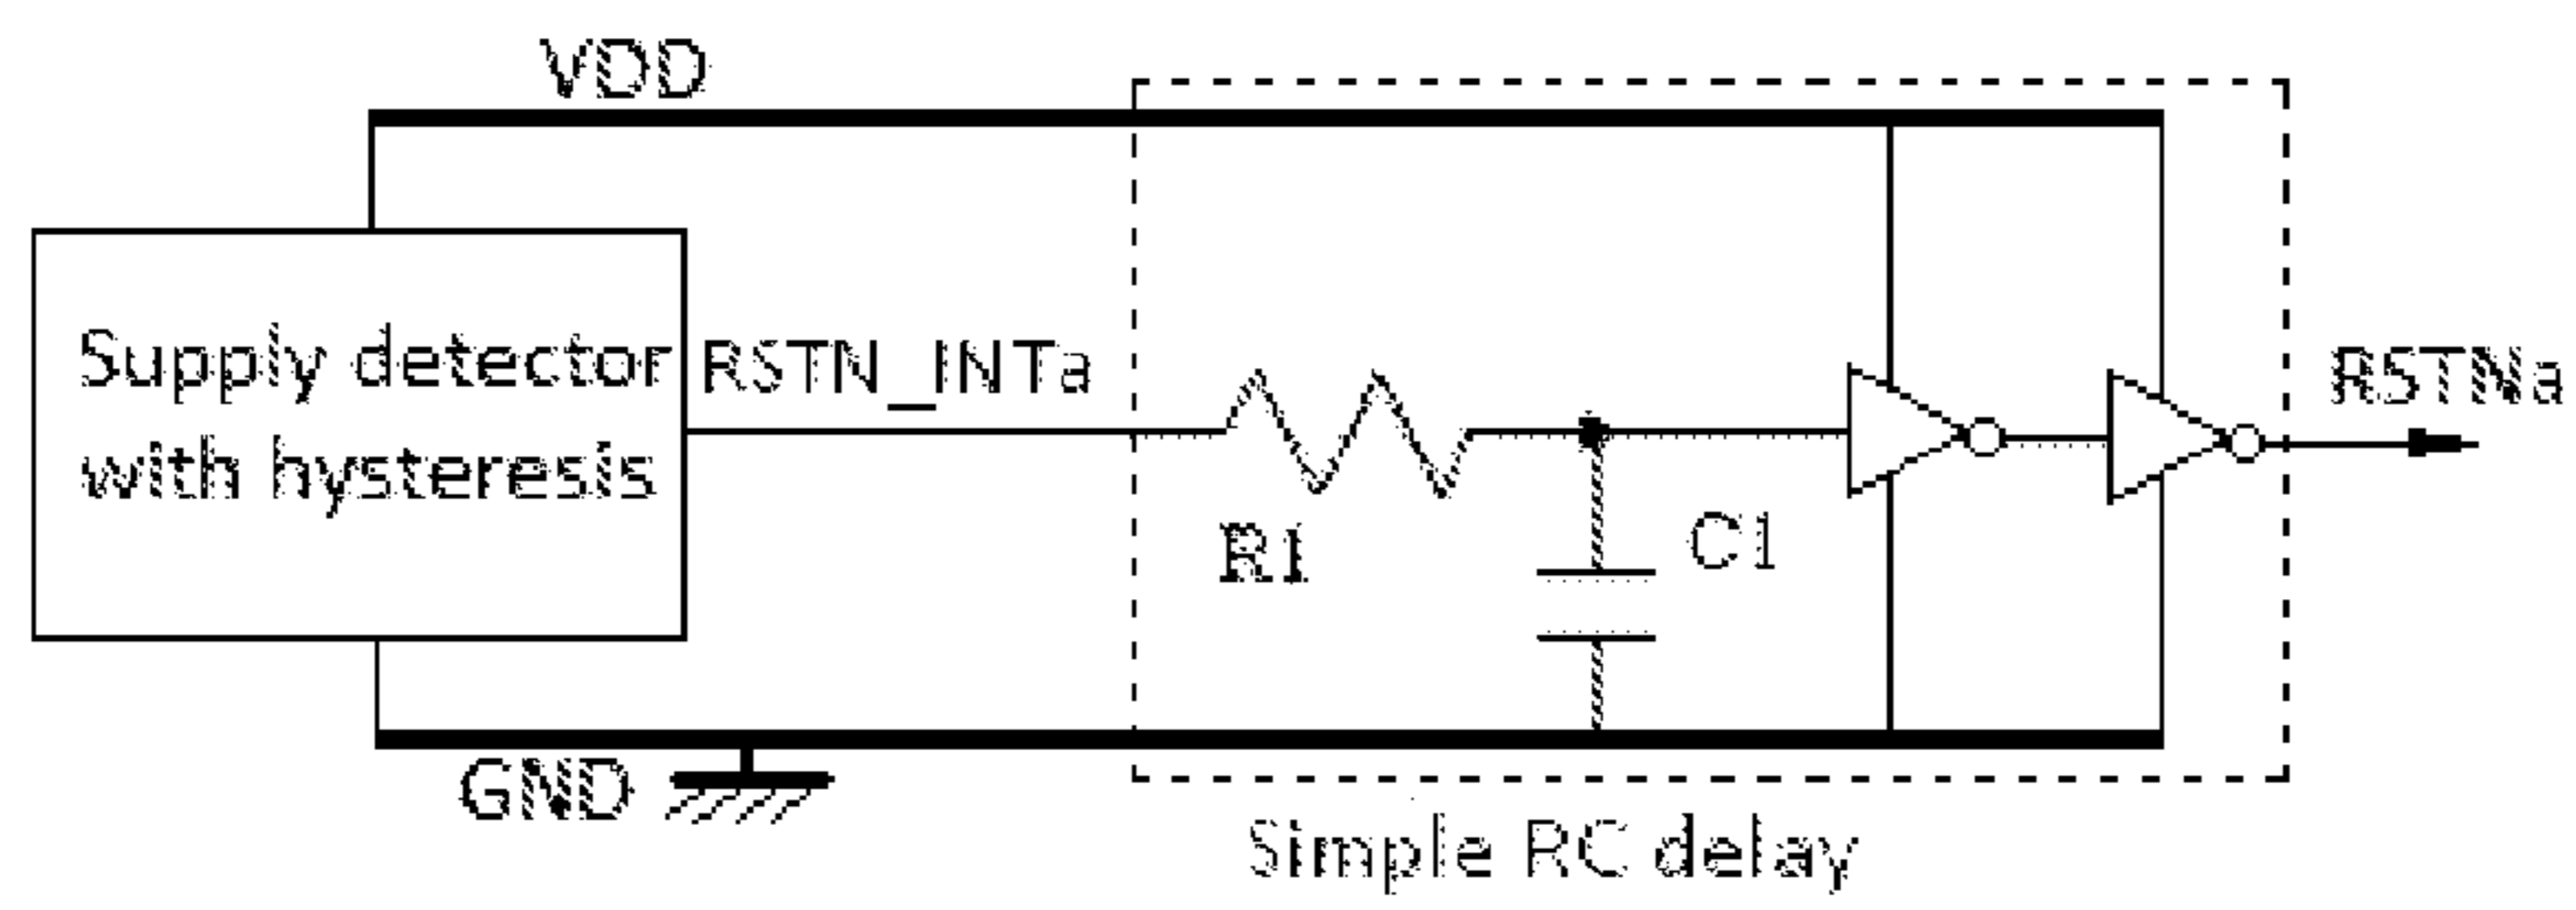 VDD
Supply detector
with hysteresis
RSTN_INTa
RSTNa
R1
C1
GND
Simple RC delay